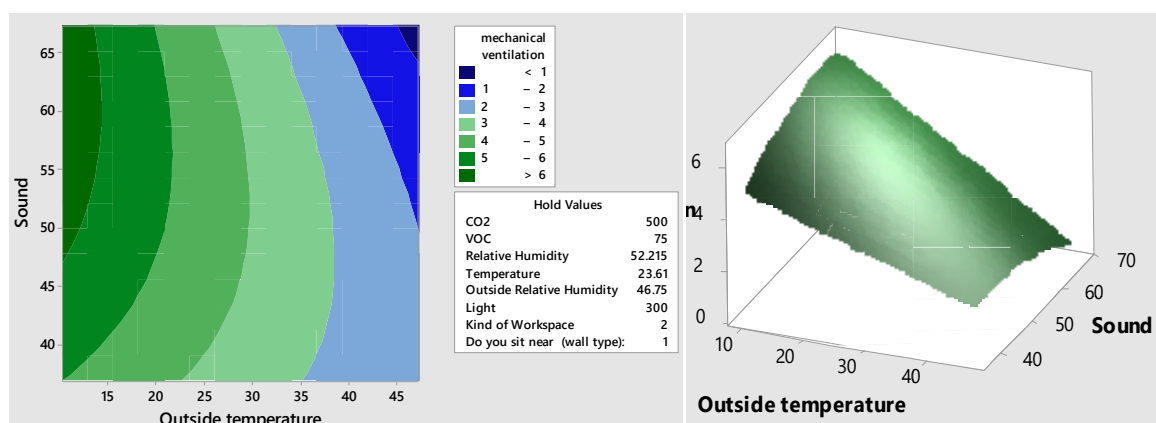 65
60
55
50
45
40
Sound
15 20 25 30 35 40 45
Outside temperature
mechanical
ventilation
< 1
1 – 2
2 – 3
3 – 4
4 – 5
5 – 6
> 6
Hold Values
CO2 500
VOC 75
Relative Humidity 52.215
Temperature 23.61
Outside Relative Humidity 46.75
Light 300
Kind of Workspace 2
Do you sit near (wall type): 1
6
4
2
0
10 20 30 40
Outside temperature
40
50
60
70
Sound